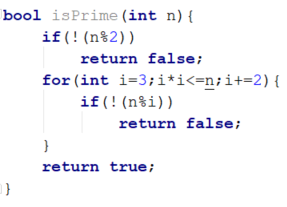 bool isPrime(int n){
    if(!(n%2))
        return false;
    for(int i=3;i*i<=n;i+=2){
        if(!(n%i))
            return false;
    }
    return true;
}